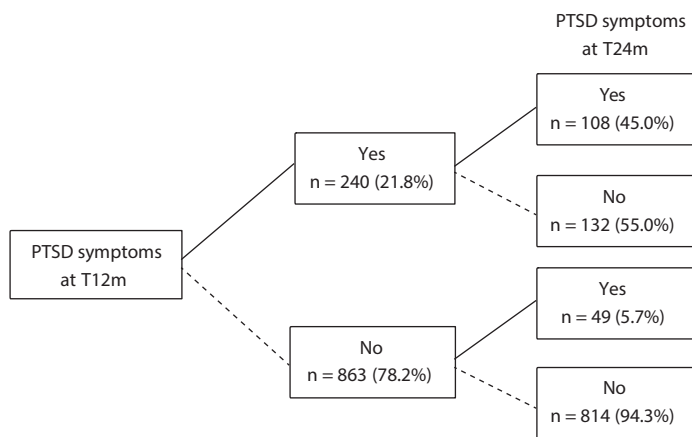 PTSD symptoms
at T24m
Yes
n = 108 (45.0%)
Yes
n = 240 (21.8%)
No
n = 132 (55.0%)
PTSD symptoms
at T12m
Yes
n = 49 (5.7%)
No
n = 863 (78.2%)
No
n = 814 (94.3%)